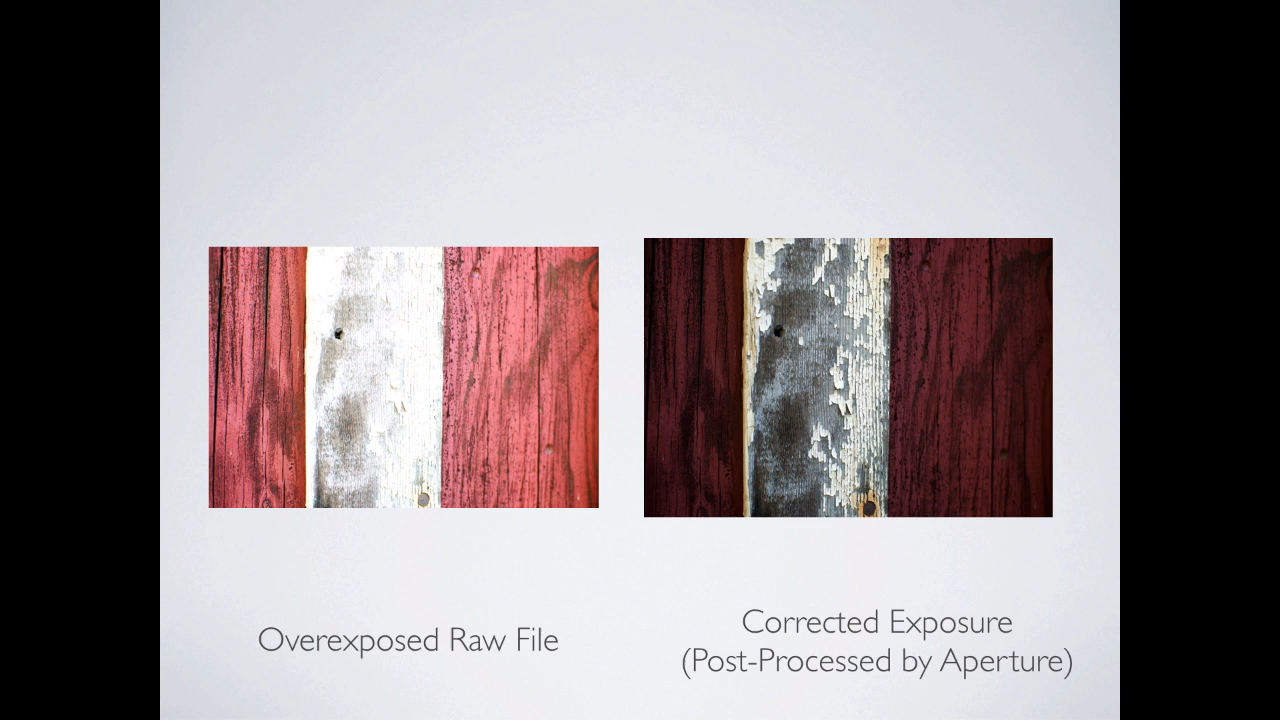 Overexposed Raw File
Corrected Exposure
(Post-Processed by Aperture)